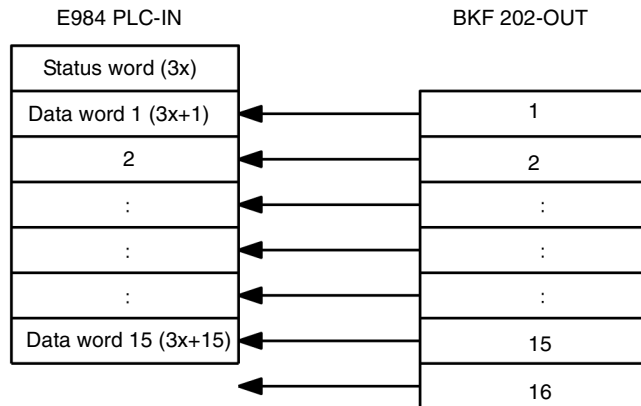 E984 PLC-IN
BKF 202-OUT
Status word (3x)
Data word 1 (3x+1)
1
2
2
:
:
:
:
:
:
Data word 15 (3x+15)
15
16